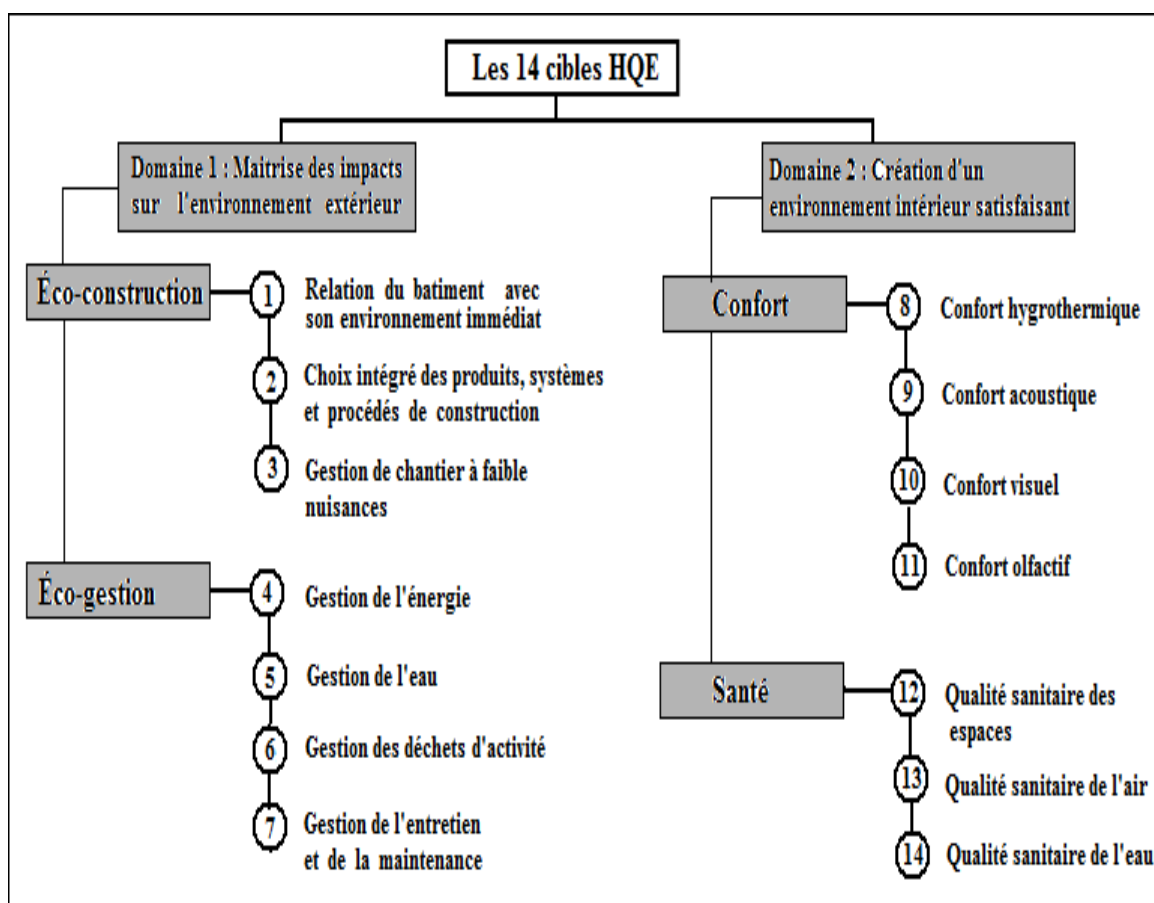 Les 14 cibles HQE
Domaine 1 : Maitrise des impacts
sur l'environnement extérieur
Éco-construction
1
Relation du batiment avec
son environnement immédiat
2
Choix intégré des produits, systèmes
et procédés de construction
3
Gestion de chantier à faible
nuisances
Éco-gestion
4
Gestion de l'énergie
5
Gestion de l'eau
6
Gestion des déchets d'activité
7
Gestion de l'entretien
et de la maintenance
Domaine 2 : Création d'un
environnement intérieur satisfaisant
Confort
8
Confort hygrothermique
9
Confort acoustique
10
Confort visuel
11
Confort olfactif
Santé
12
Qualité sanitaire des
espaces
13
Qualité sanitaire de l'air
14
Qualité sanitaire de l'eau